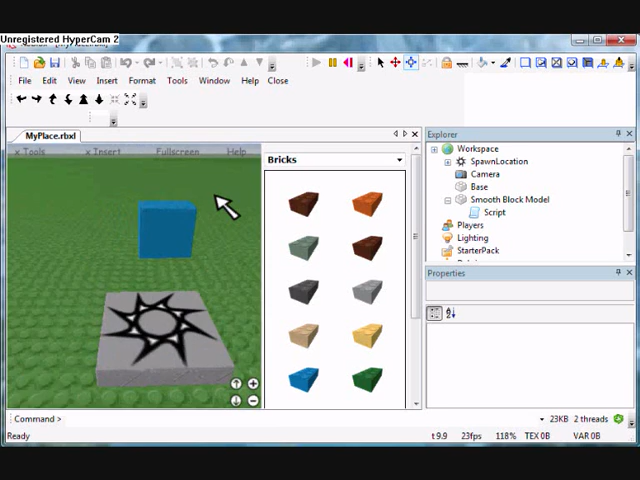 Unregistered HyperCam 2
File Edit View Insert Format Tools Window Help Close
MyPlace.rbxl
x Tools x Insert Fullscreen Help
Bricks
Explorer
Workspace
SpawnLocation
Camera
Base
Smooth Block Model
Script
Players
Lighting
StarterPack
Properties
Command >
23KB 2 threads
Ready
t 9.9 23fps 118% TEX 0B VAR 0B